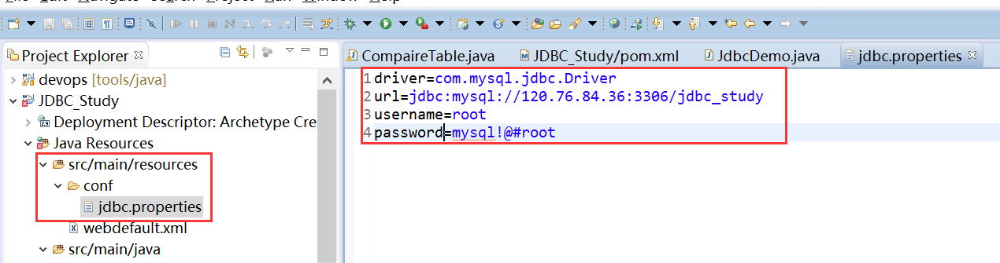 Project Explorer
devops [tools/java]
JDBC_Study
Deployment Descriptor: Archetype Cre
Java Resources
src/main/resources
conf
jdbc.properties
webdefault.xml
src/main/java
CompaireTable.java JDBC_Study/pom.xml JdbcDemo.java jdbc.properties
1 driver=com.mysql.jdbc.Driver
2 url=jdbc:mysql://120.76.84.36:3306/jdbc_study
3 username=root
4 password=mysql!@#root